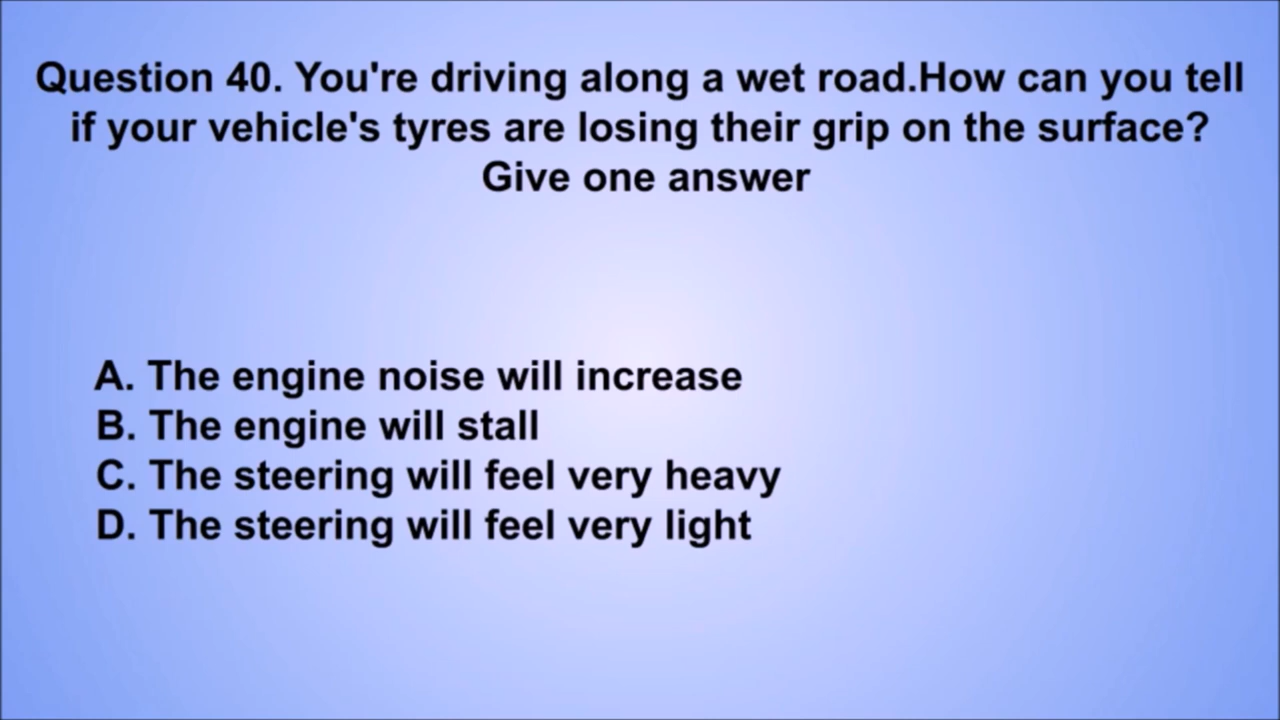 Question 40. You're driving along a wet road.How can you tell
if your vehicle's tyres are losing their grip on the surface?
Give one answer
A. The engine noise will increase
B. The engine will stall
C. The steering will feel very heavy
D. The steering will feel very light